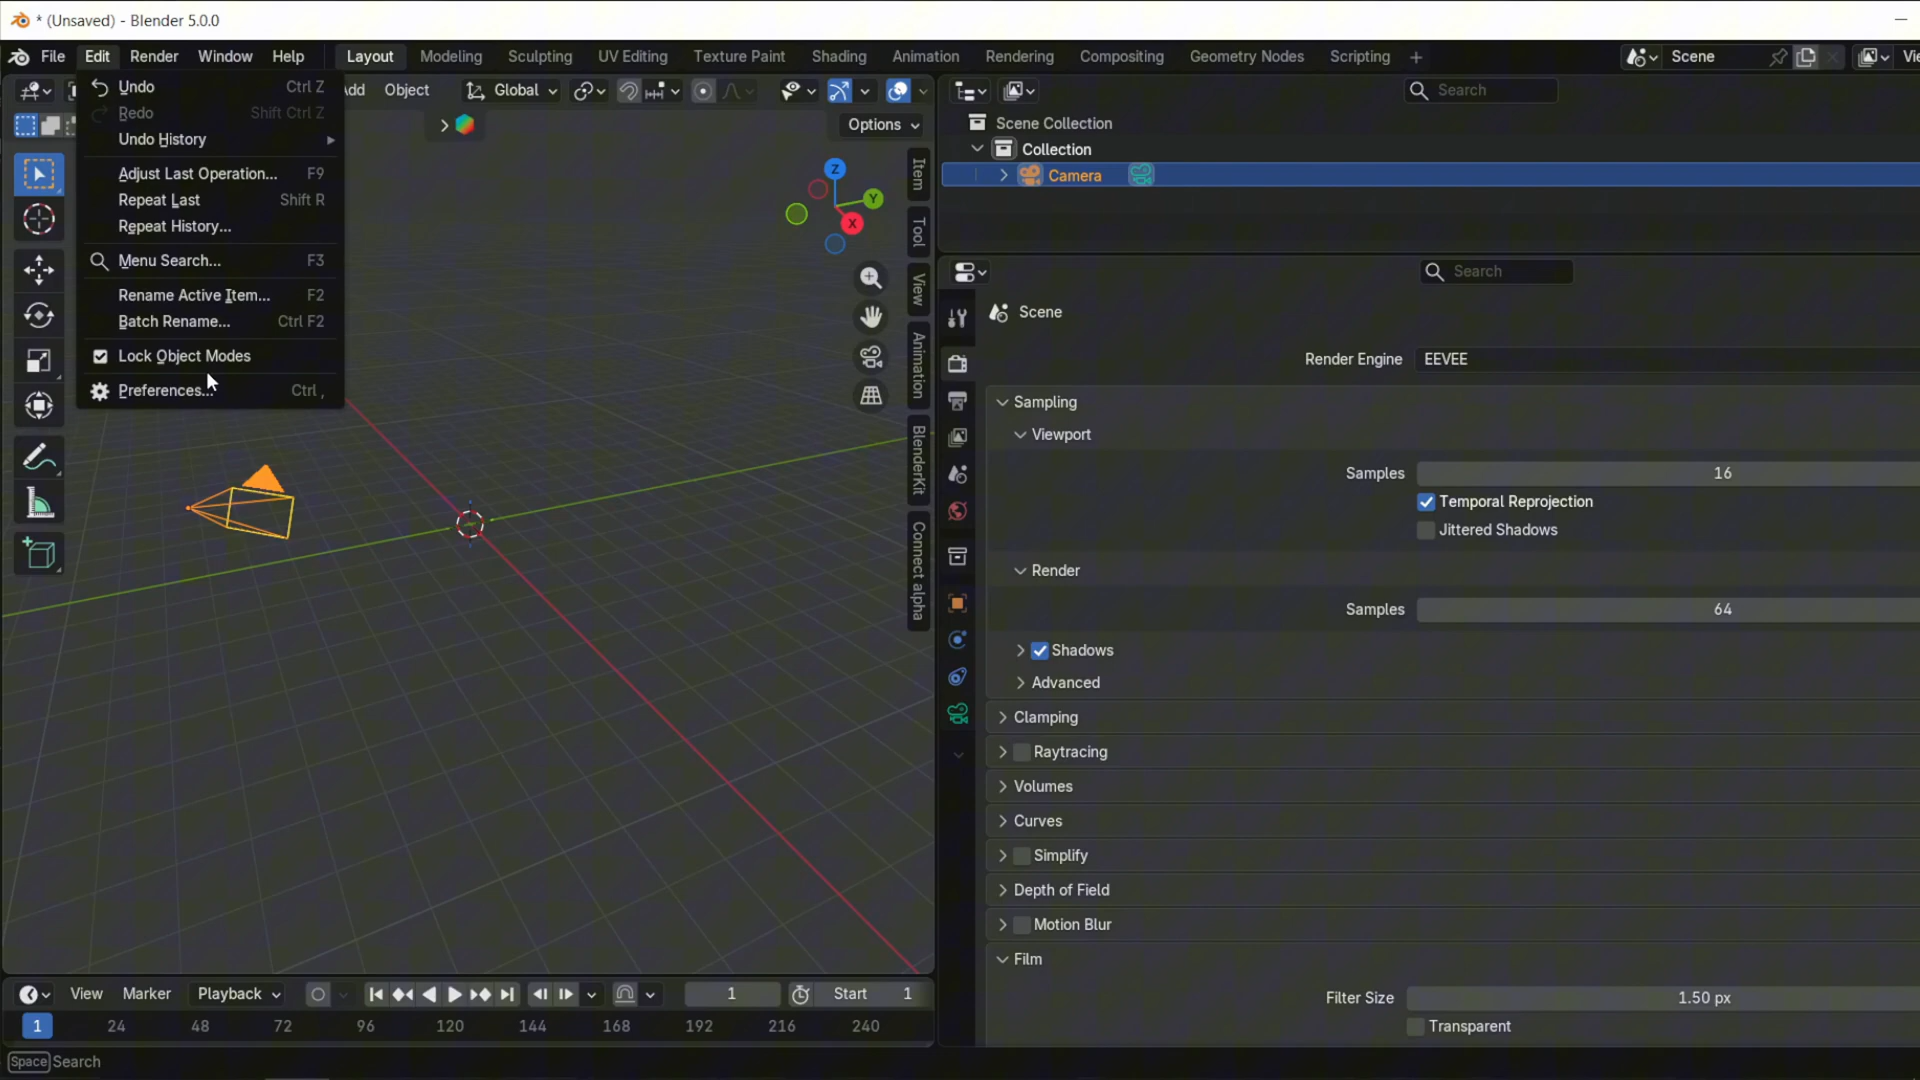 * (Unsaved) - Blender 5.0.0
File Edit Render Window Help Layout Modeling Sculpting UV Editing Texture Paint Shading Animation Rendering Compositing Geometry Nodes Scripting + Scene
Object Global Search
Undo Ctrl Z
Redo Shift Ctrl Z
Undo History
Adjust Last Operation... F9
Repeat Last Shift R
Repeat History...
Menu Search... F3
Rename Active Item... F2
Batch Rename... Ctrl F2
Lock Object Modes
Preferences... Ctrl ,
Options
Z
Y
X
Item
Tool
View
Animation
BlenderKit
Connect alpha
Scene Collection
Collection
Camera
Search
Scene
Render Engine EEVEE
Sampling
Viewport
Samples 16
Temporal Reprojection
Jittered Shadows
Render
Samples 64
Shadows
Advanced
Clamping
Raytracing
Volumes
Curves
Simplify
Depth of Field
Motion Blur
Film
Filter Size 1.50 px
Transparent
View Marker Playback 1 Start 1
1 24 48 72 96 120 144 168 192 216 240
Space Search